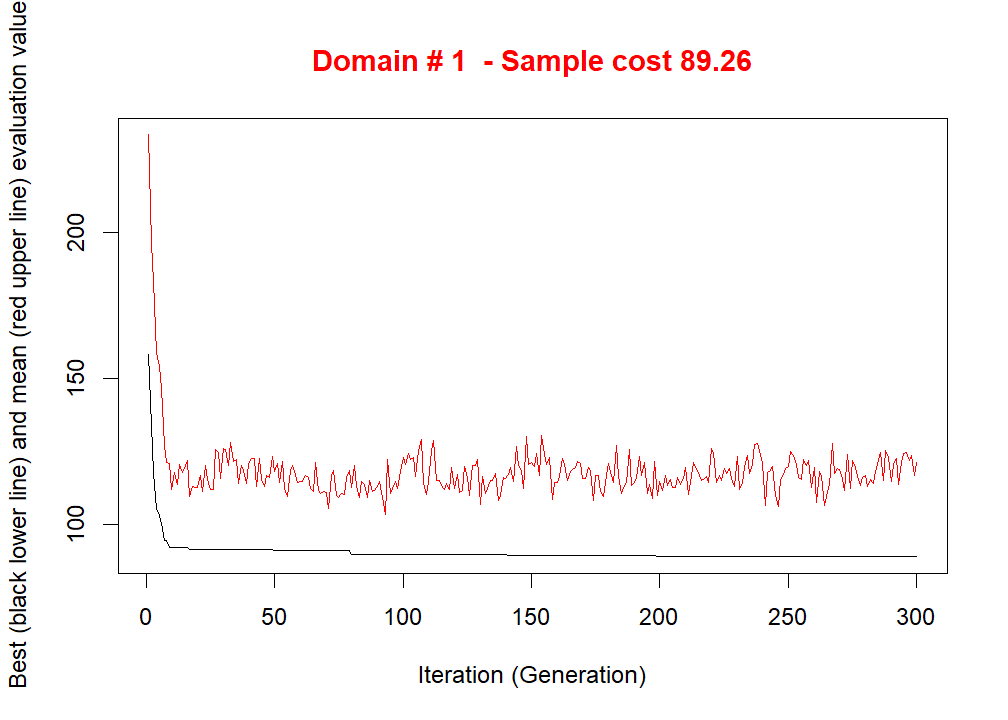 Domain # 1  - Sample cost 89.26
Best (black lower line) and mean (red upper line) evaluation value
200
150
100
0 50 100 150 200 250 300
Iteration (Generation)